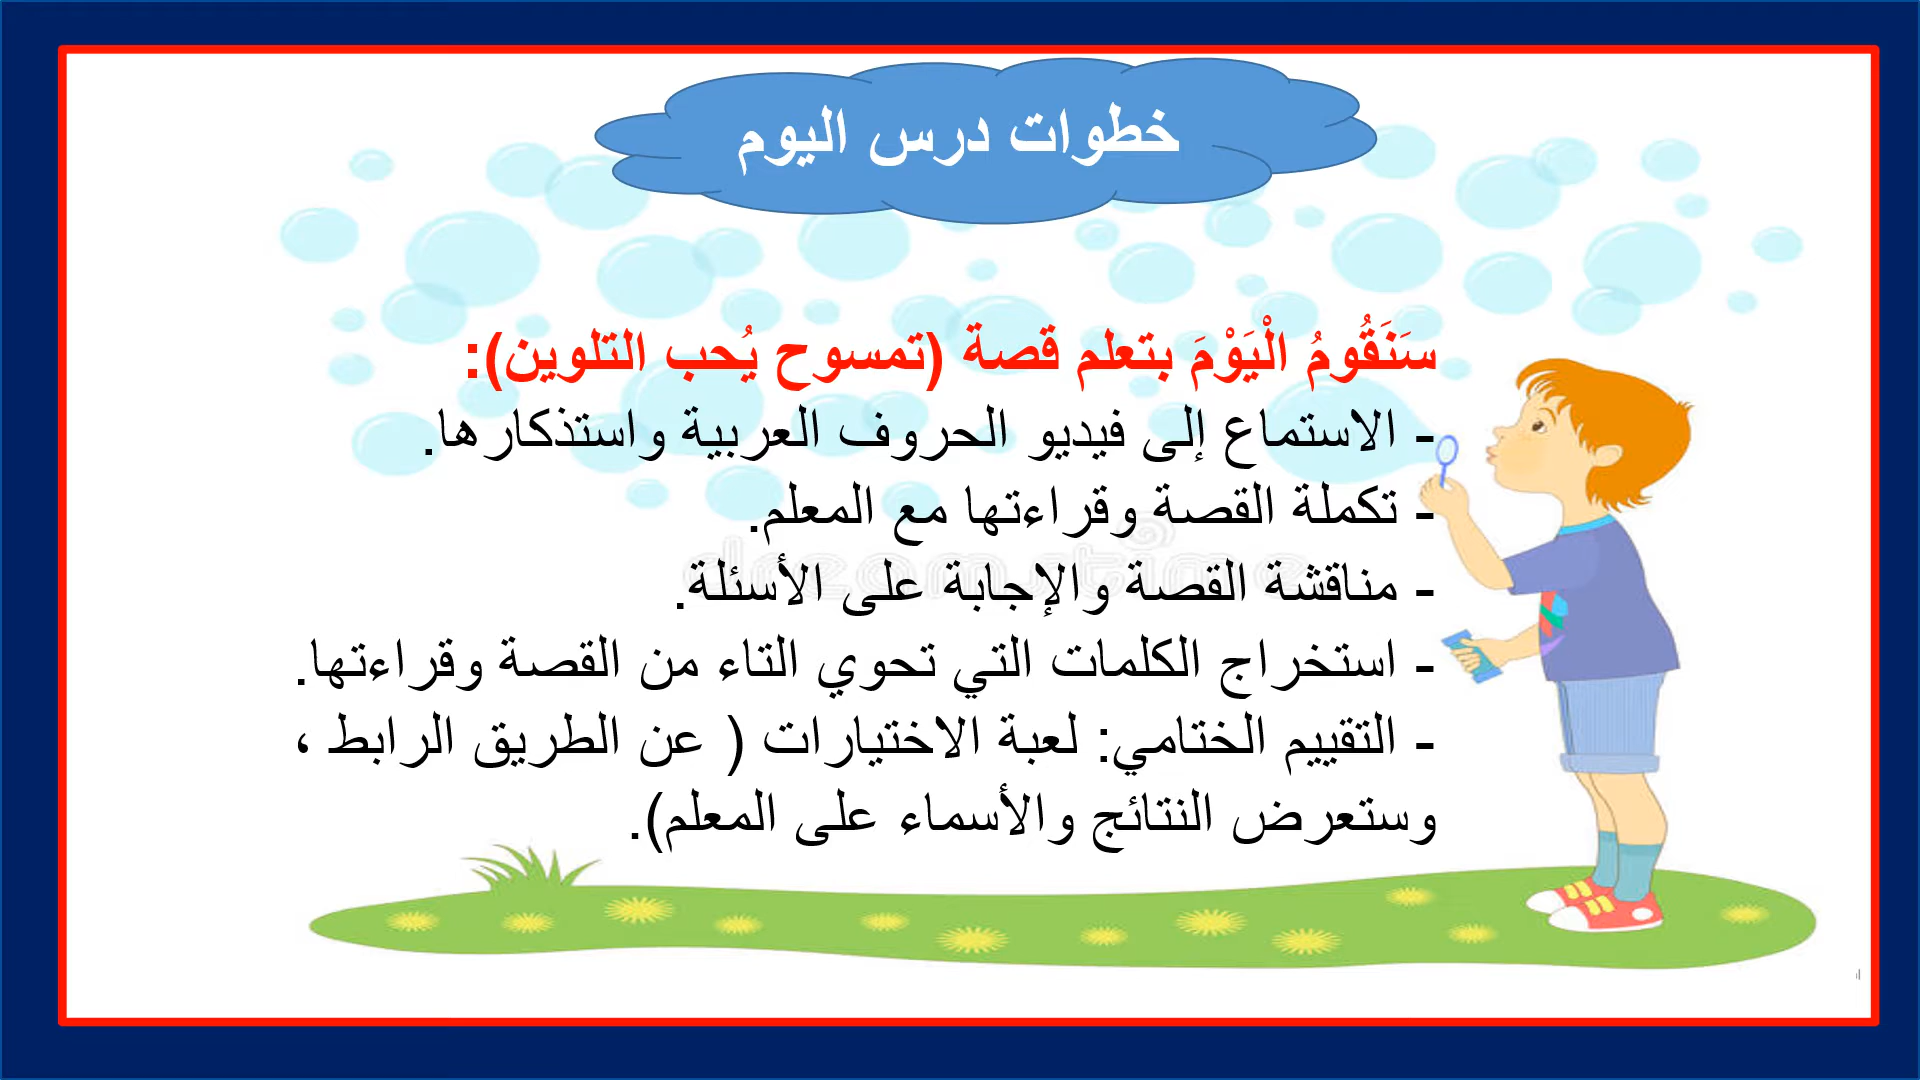 خطوات درس اليوم
سَنَقُومُ الْيَوْمَ بتعلم قصة (تمسوح يُحب التلوين):
- الاستماع إلى فيديو الحروف العربية واستذكارها.
- تكملة القصة وقراءتها مع المعلم.
- مناقشة القصة والإجابة على الأسئلة.
- استخراج الكلمات التي تحوي التاء من القصة وقراءتها.
- التقييم الختامي: لعبة الاختيارات ( عن الطريق الرابط ،
وستعرض النتائج والأسماء على المعلم).
dreamstime